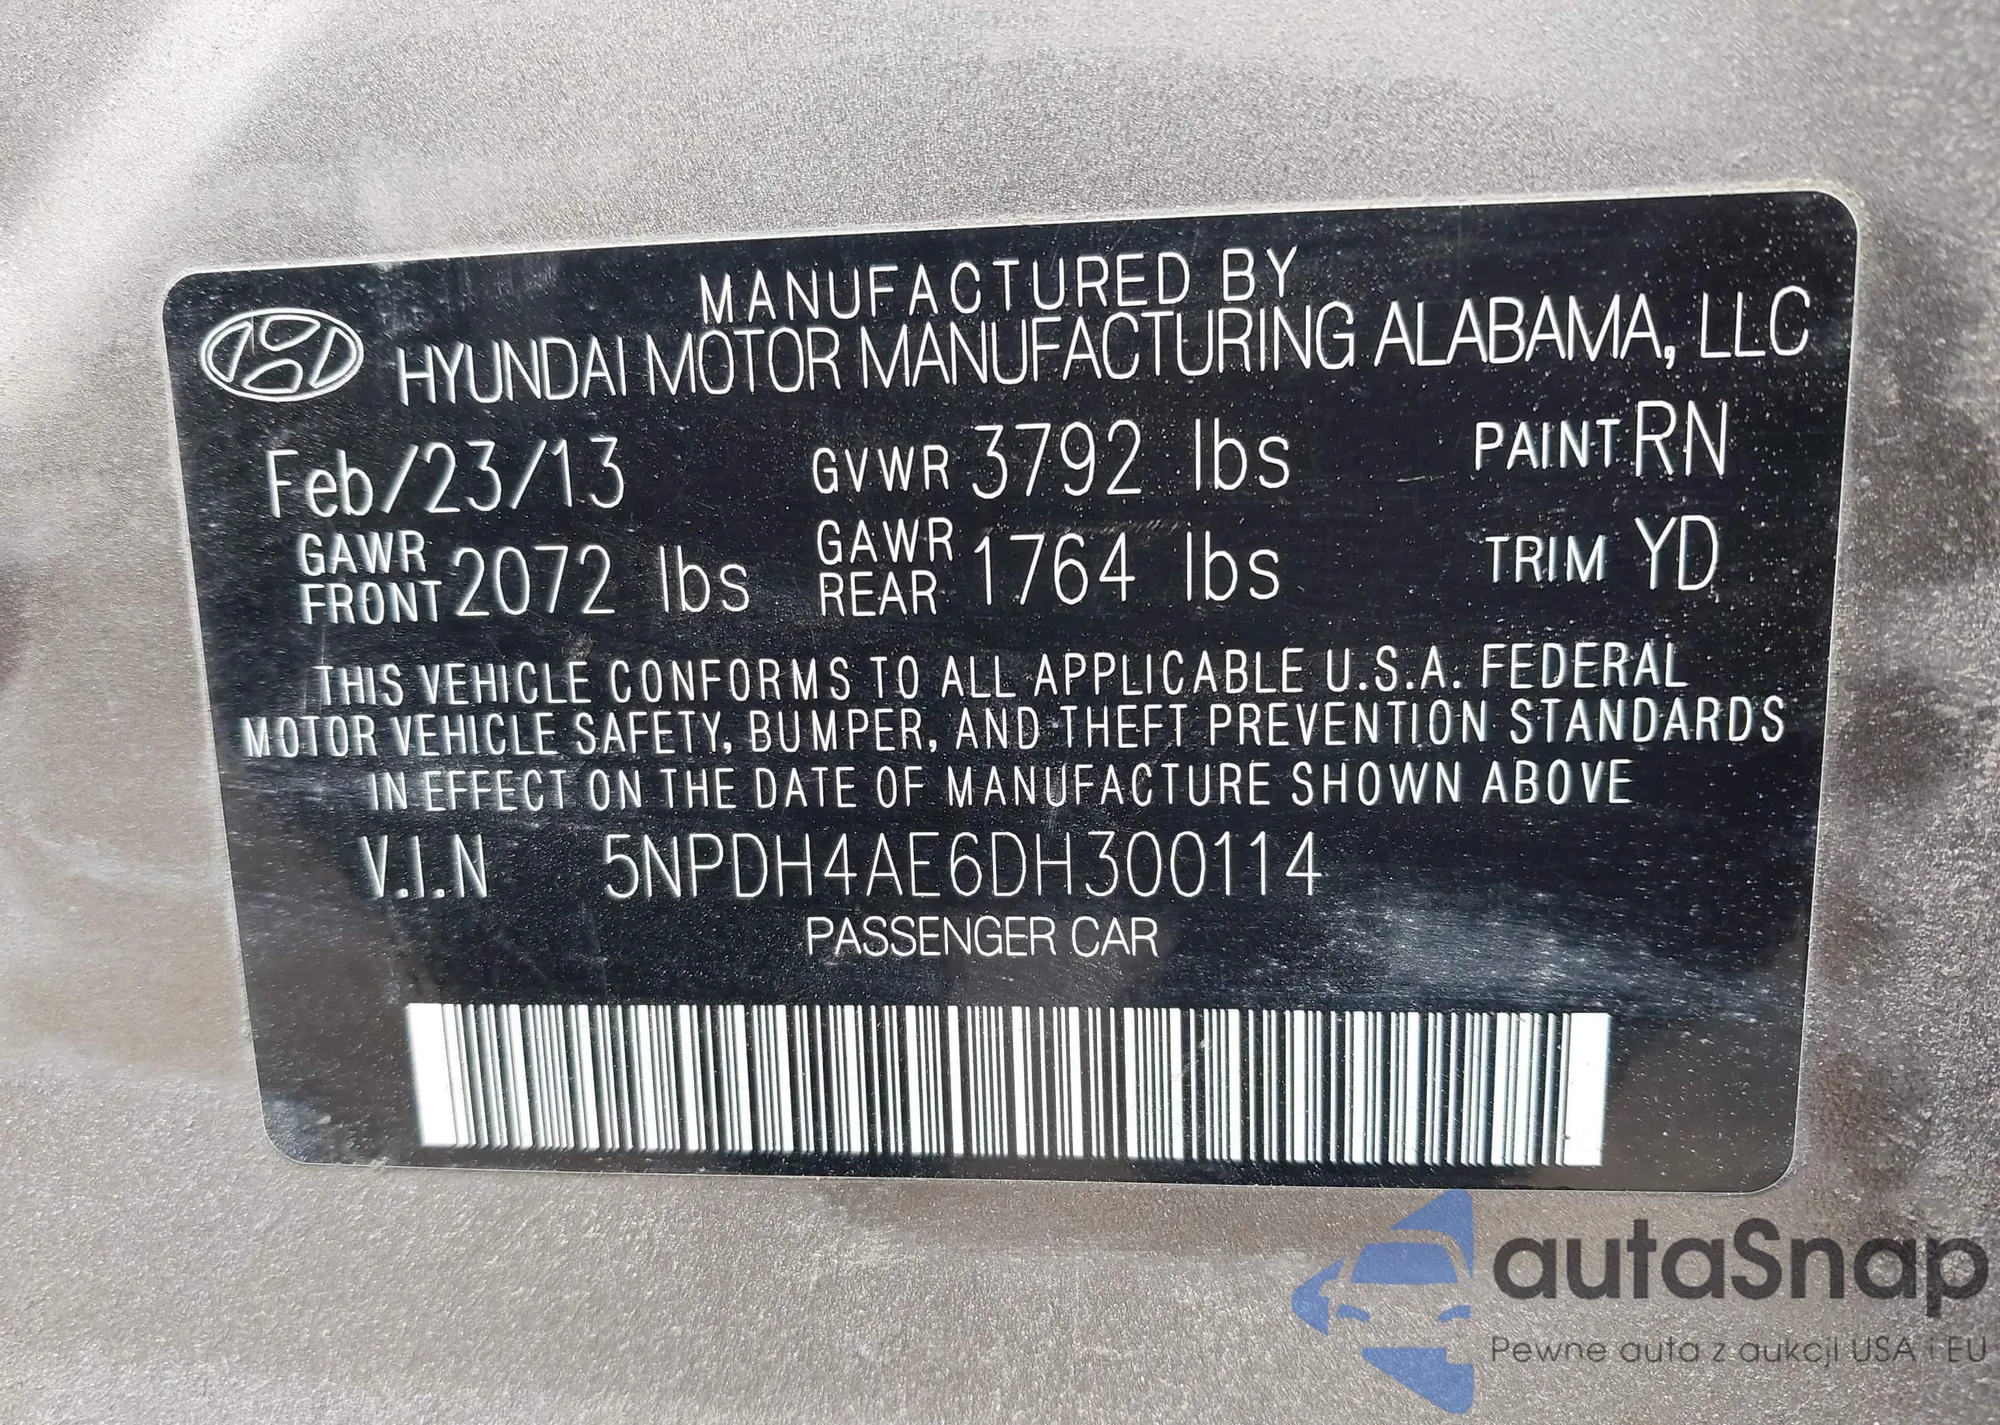 MANUFACTURED BY
HYUNDAI MOTOR MANUFACTURING ALABAMA, LLC
Feb/23/13 GVWR 3792 lbs PAINT RN
GAWR FRONT 2072 lbs GAWR REAR 1764 lbs TRIM YD
THIS VEHICLE CONFORMS TO ALL APPLICABLE U.S.A. FEDERAL
MOTOR VEHICLE SAFETY, BUMPER, AND THEFT PREVENTION STANDARDS
IN EFFECT ON THE DATE OF MANUFACTURE SHOWN ABOVE
V.I.N 5NPDH4AE6DH300114
PASSENGER CAR
autaSnap
Pewne auta z aukcji USA i EU